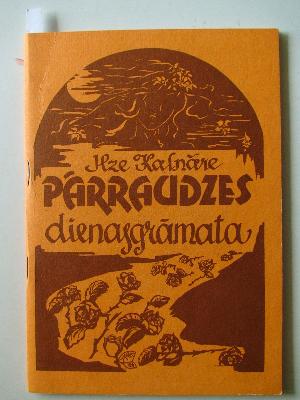 Ilze Kalnāre
PĀRRAUDZES
dienasgrāmata